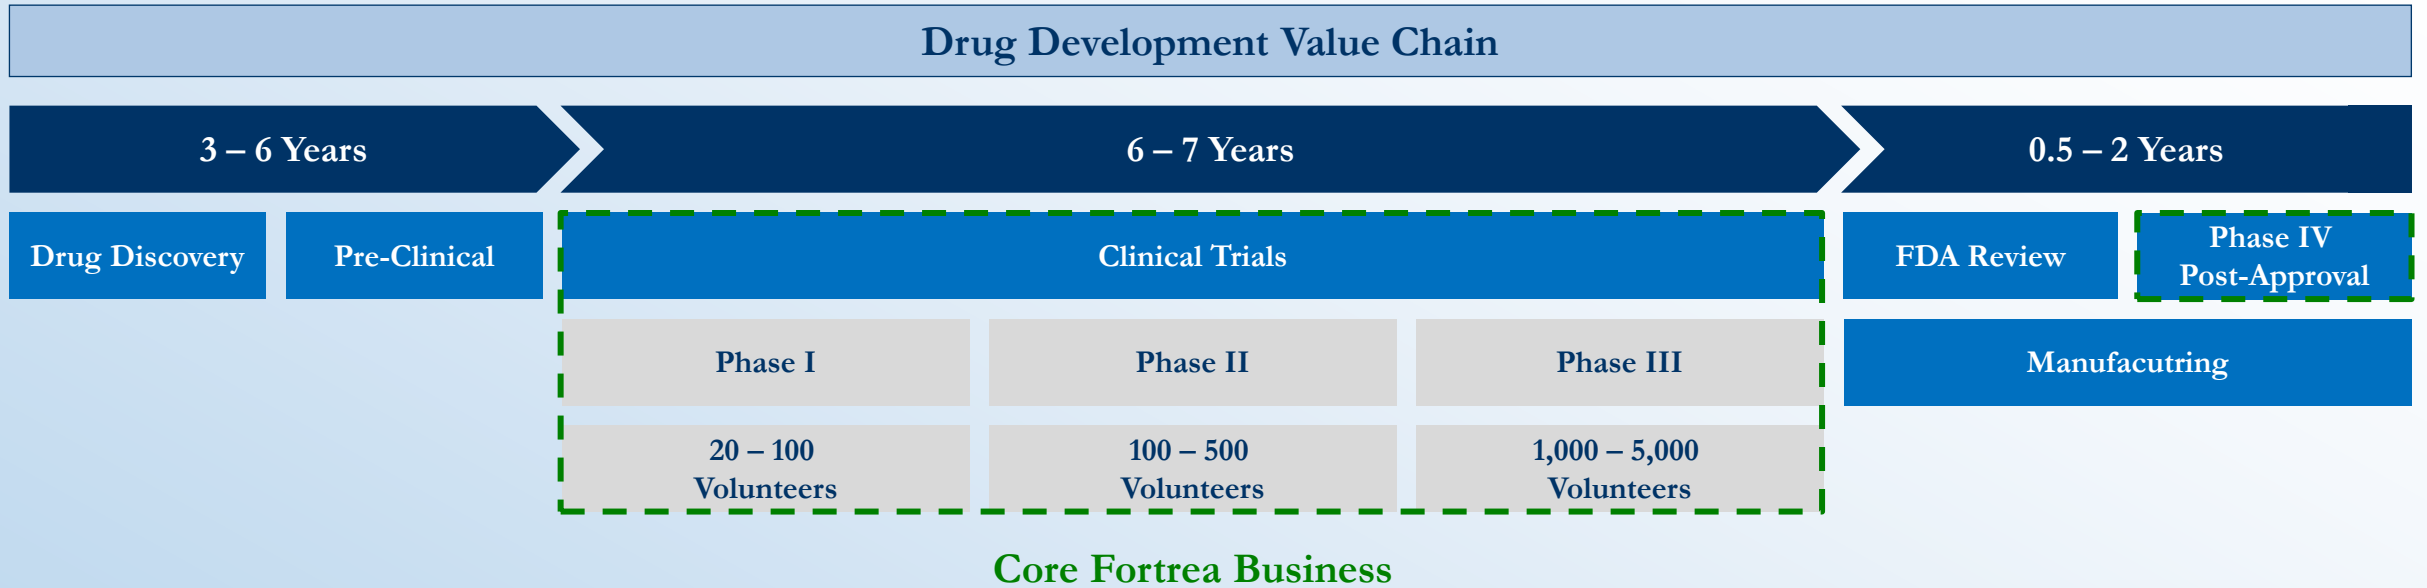 Drug Development Value Chain
3 – 6 Years
6 – 7 Years
0.5 – 2 Years
Drug Discovery
Pre-Clinical
Clinical Trials
FDA Review
Phase IV
Post-Approval
Phase I
Phase II
Phase III
Manufacutring
20 – 100
Volunteers
100 – 500
Volunteers
1,000 – 5,000
Volunteers
Core Fortrea Business